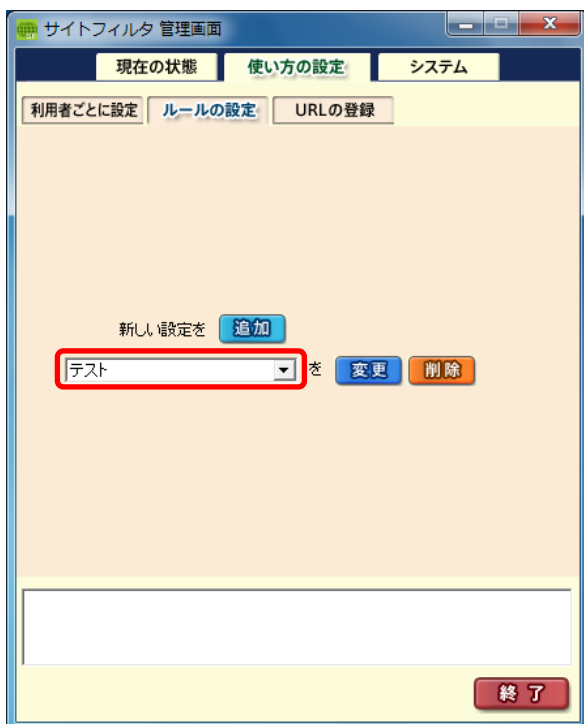 サイトフィルタ 管理画面
現在の状態 使い方の設定 システム
利用者ごとに設定 ルールの設定 URLの登録
新しい設定を 追加
テスト を 変更 削除
終了